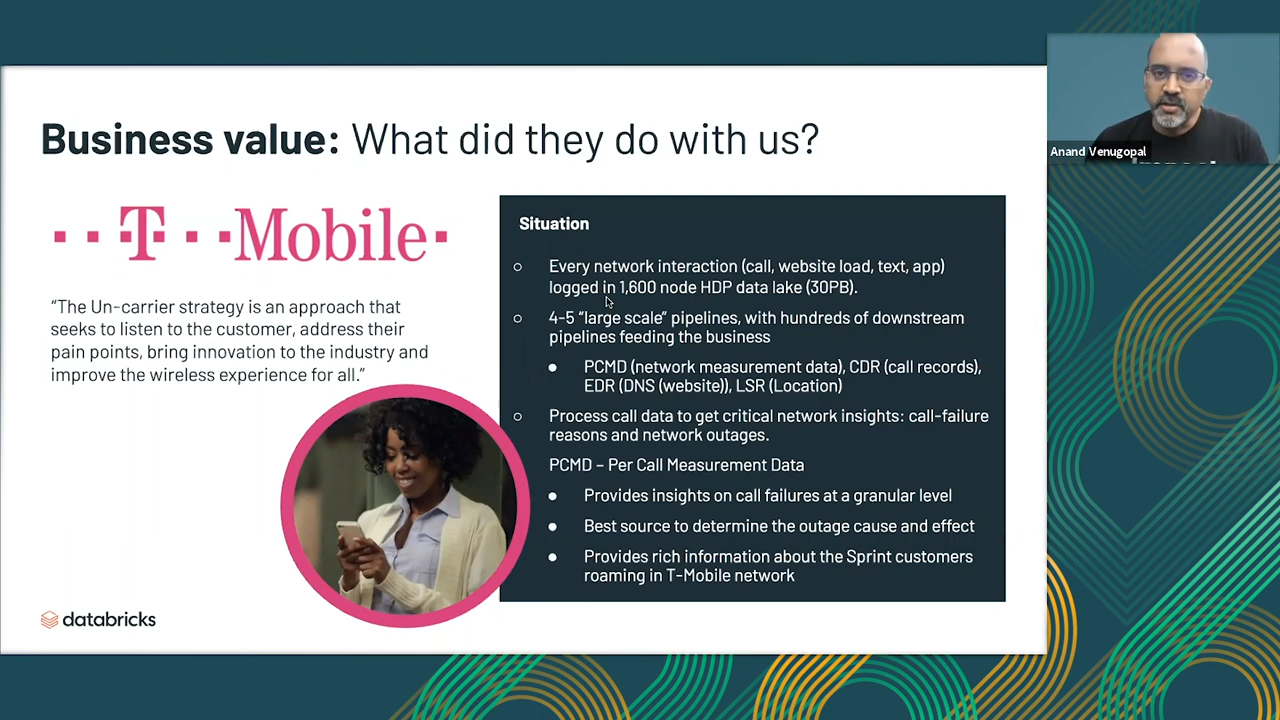 Business value: What did they do with us?
T Mobile
“The Un-carrier strategy is an approach that
seeks to listen to the customer, address their
pain points, bring innovation to the industry and
improve the wireless experience for all.”
Situation
Every network interaction (call, website load, text, app)
logged in 1,600 node HDP data lake (30PB).
4-5 “large scale” pipelines, with hundreds of downstream
pipelines feeding the business
PCMD (network measurement data), CDR (call records),
EDR (DNS (website)), LSR (Location)
Process call data to get critical network insights: call-failure
reasons and network outages.
PCMD – Per Call Measurement Data
Provides insights on call failures at a granular level
Best source to determine the outage cause and effect
Provides rich information about the Sprint customers
roaming in T-Mobile network
databricks
Anand Venugopal